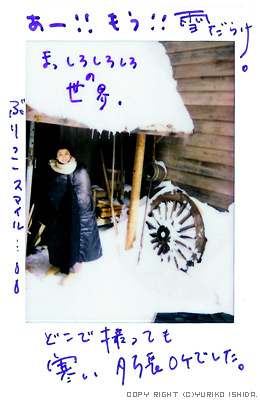 あー!! もう!! 雪だらけ。
まっしろしろしろ
の
世界.
ぶりっこスマイル…
どこで撮っても
寒い 夕張ロケでした。
COPY RIGHT (C)YURIKO ISHIDA.